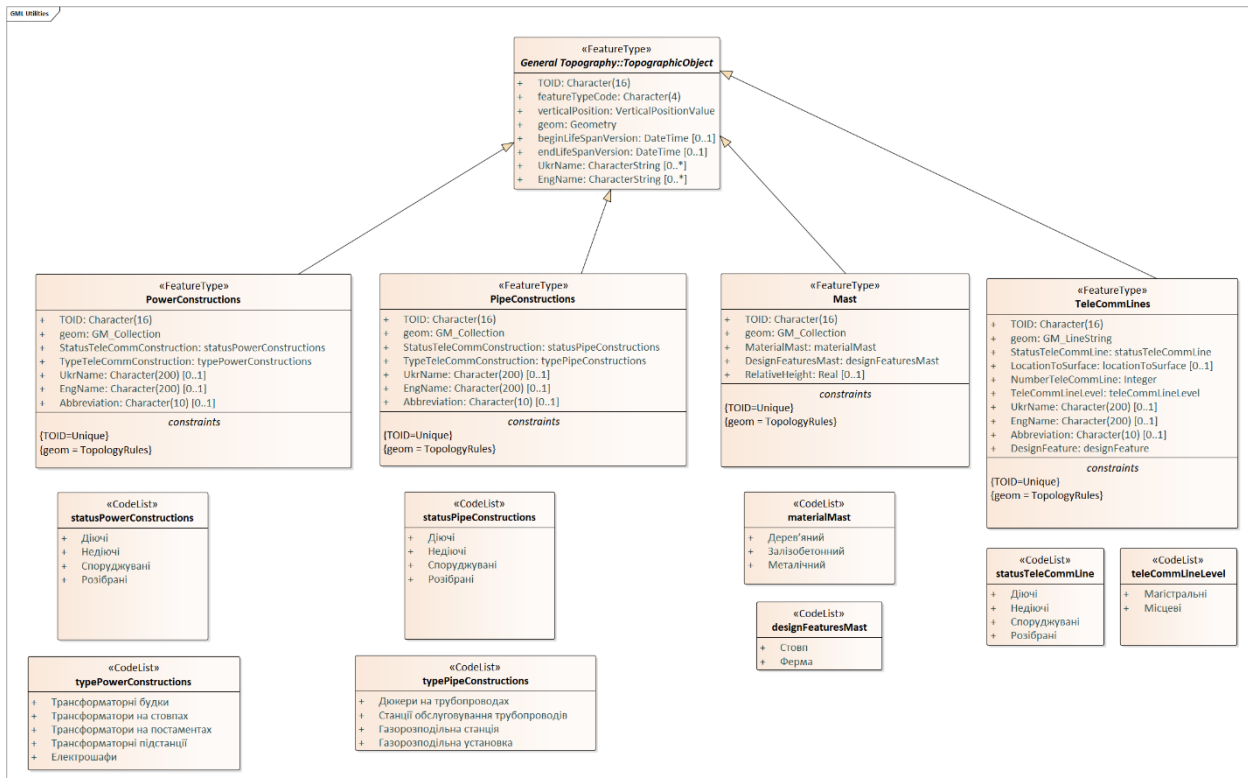 GML Utilities
«FeatureType»
General Topography::TopographicObject
+ TOID: Character(16)
+ featureTypeCode: Character(4)
+ verticalPosition: VerticalPositionValue
+ geom: Geometry
+ beginLifeSpanVersion: DateTime [0..1]
+ endLifeSpanVersion: DateTime [0..1]
+ UkrName: CharacterString [0..*]
+ EngName: CharacterString [0..*]
«FeatureType»
PowerConstructions
+ TOID: Character(16)
+ geom: GM_Collection
+ StatusTeleCommConstruction: statusPowerConstructions
+ TypeTeleCommConstruction: typePowerConstructions
+ UkrName: Character(200) [0..1]
+ EngName: Character(200) [0..1]
+ Abbreviation: Character(10) [0..1]
constraints
{TOID=Unique}
{geom = TopologyRules}
«FeatureType»
PipeConstructions
+ TOID: Character(16)
+ geom: GM_Collection
+ StatusTeleCommConstruction: statusPipeConstructions
+ TypeTeleCommConstruction: typePipeConstructions
+ UkrName: Character(200) [0..1]
+ EngName: Character(200) [0..1]
+ Abbreviation: Character(10) [0..1]
constraints
{TOID=Unique}
{geom = TopologyRules}
«FeatureType»
Mast
+ TOID: Character(16)
+ geom: GM_Collection
+ MaterialMast: materialMast
+ DesignFeaturesMast: designFeaturesMast
+ RelativeHeight: Real [0..1]
constraints
{TOID=Unique}
{geom = TopologyRules}
«FeatureType»
TeleCommLines
+ TOID: Character(16)
+ geom: GM_LineString
+ StatusTeleCommLine: statusTeleCommLine
+ LocationToSurface: locationToSurface [0..1]
+ NumberTeleCommLine: Integer
+ TeleCommLineLevel: teleCommLineLevel
+ UkrName: Character(200) [0..1]
+ EngName: Character(200) [0..1]
+ Abbreviation: Character(10) [0..1]
+ DesignFeature: designFeature
constraints
{TOID=Unique}
{geom = TopologyRules}
«CodeList»
statusPowerConstructions
+ Діючі
+ Недіючі
+ Споруджувані
+ Розібрані
«CodeList»
statusPipeConstructions
+ Діючі
+ Недіючі
+ Споруджувані
+ Розібрані
«CodeList»
materialMast
+ Дерев'яний
+ Залізобетонний
+ Металічний
«CodeList»
designFeaturesMast
+ Стовп
+ Ферма
«CodeList»
statusTeleCommLine
+ Діючі
+ Недіючі
+ Споруджувані
+ Розібрані
«CodeList»
teleCommLineLevel
+ Магістральні
+ Місцеві
«CodeList»
typePowerConstructions
+ Трансформаторні будки
+ Трансформатори на стовпах
+ Трансформатори на постаментах
+ Трансформаторні підстанції
+ Електрошафи
«CodeList»
typePipeConstructions
+ Дюкери на трубопроводах
+ Станції обслуговування трубопроводів
+ Газорозподільна станція
+ Газорозподільна установка